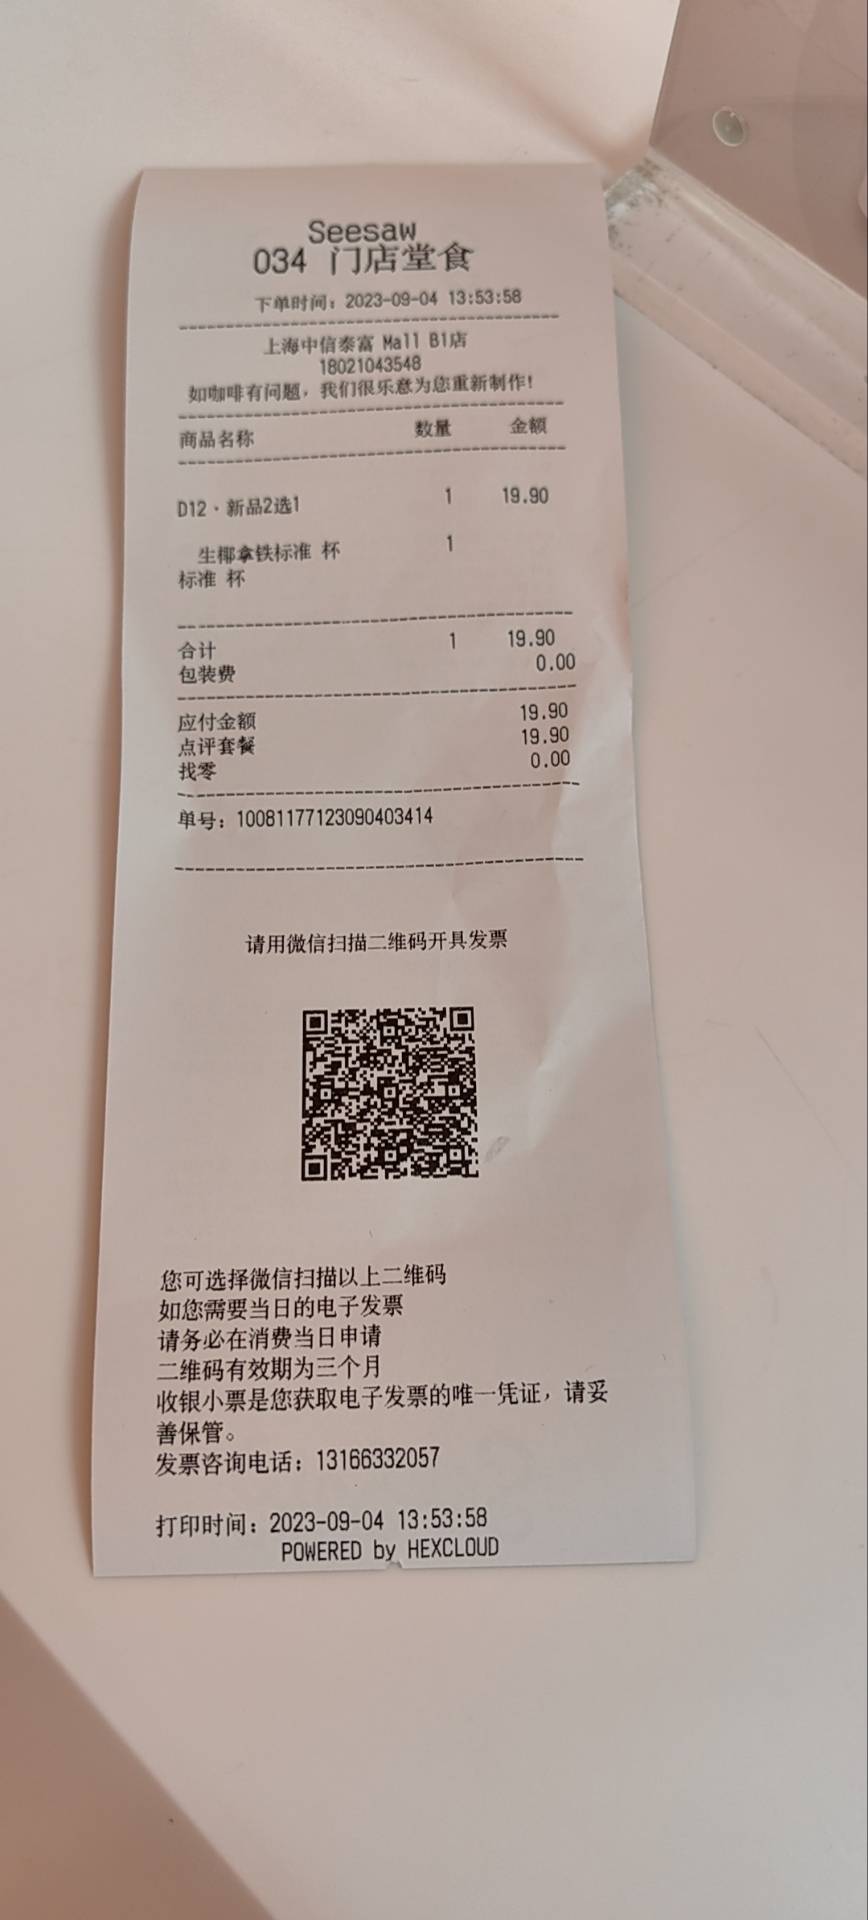 Seesaw
034 门店堂食
下单时间：2023-09-04 13:53:58
上海中信泰富 Mall B1店
18021043548
如咖啡有问题，我们很乐意为您重新制作!
商品名称 数量 金额
D12·新品2选1 1 19.90
生椰拿铁标准 杯 1
标准 杯
合计 1 19.90
包装费 0.00
应付金额 19.90
点评套餐 19.90
找零 0.00
单号：10081177123090403414
请用微信扫描二维码开具发票
您可选择微信扫描以上二维码
如您需要当日的电子发票
请务必在消费当日申请
二维码有效期为三个月
收银小票是您获取电子发票的唯一凭证，请妥
善保管。
发票咨询电话：13166332057
打印时间：2023-09-04 13:53:58
POWERED by HEXCLOUD